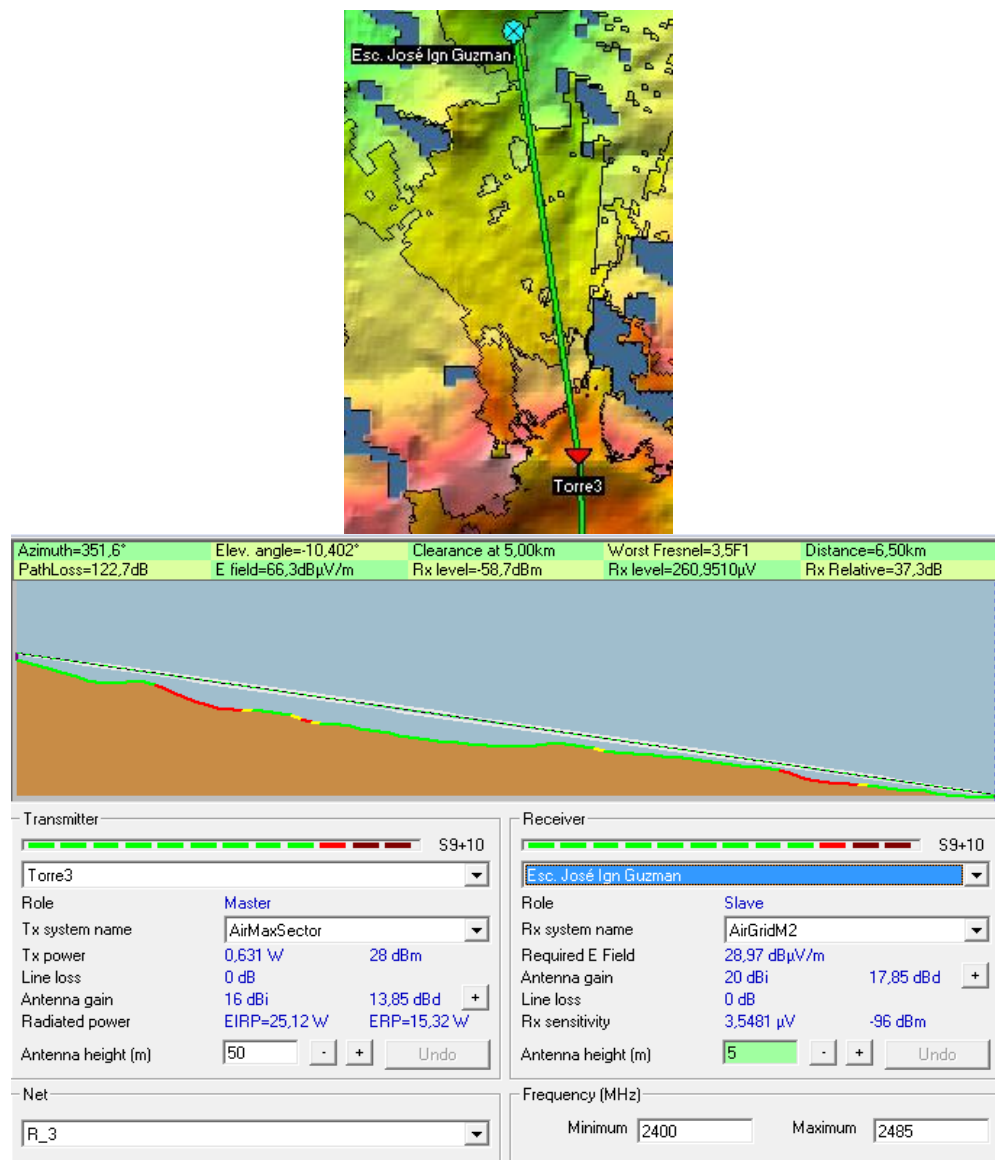 Esc. José Ign Guzman
Torre3
Azimuth=351,6° Elev. angle=-10,402° Clearance at 5,00km Worst Fresnel=3,5F1 Distance=6,50km
PathLoss=122,7dB E field=66,3dBµV/m Rx level=-58,7dBm Rx level=260,9510µV Rx Relative=37,3dB
Transmitter
S9+10
Torre3
Role Master
Tx system name AirMaxSector
Tx power 0,631 W 28 dBm
Line loss 0 dB
Antenna gain 16 dBi 13,85 dBd +
Radiated power EIRP=25,12 W ERP=15,32 W
Antenna height (m) 50 - + Undo
Net
R_3
Receiver
S9+10
Esc. José Ign Guzman
Role Slave
Rx system name AirGridM2
Required E Field 28,97 dBµV/m
Antenna gain 20 dBi 17,85 dBd +
Line loss 0 dB
Rx sensitivity 3,5481 µV -96 dBm
Antenna height (m) 5 - + Undo
Frequency (MHz)
Minimum 2400 Maximum 2485